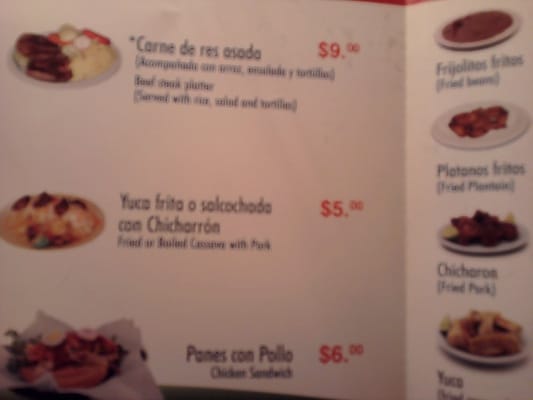 *Carne de res asada $9.00
(Acompañada con arroz, ensalada y tortillas)
Beef steak platter
(Served with rice, salad and tortillas)
Yuca frita o salcochada $5.00
con Chicharrón
Fried or Boiled Cassava with Pork
Panes con Pollo $6.00
Chicken Sandwich
Frijolitos fritos
(Fried beans)
Platanos fritos
(Fried Plantain)
Chicharon
(Fried Pork)
Yuca